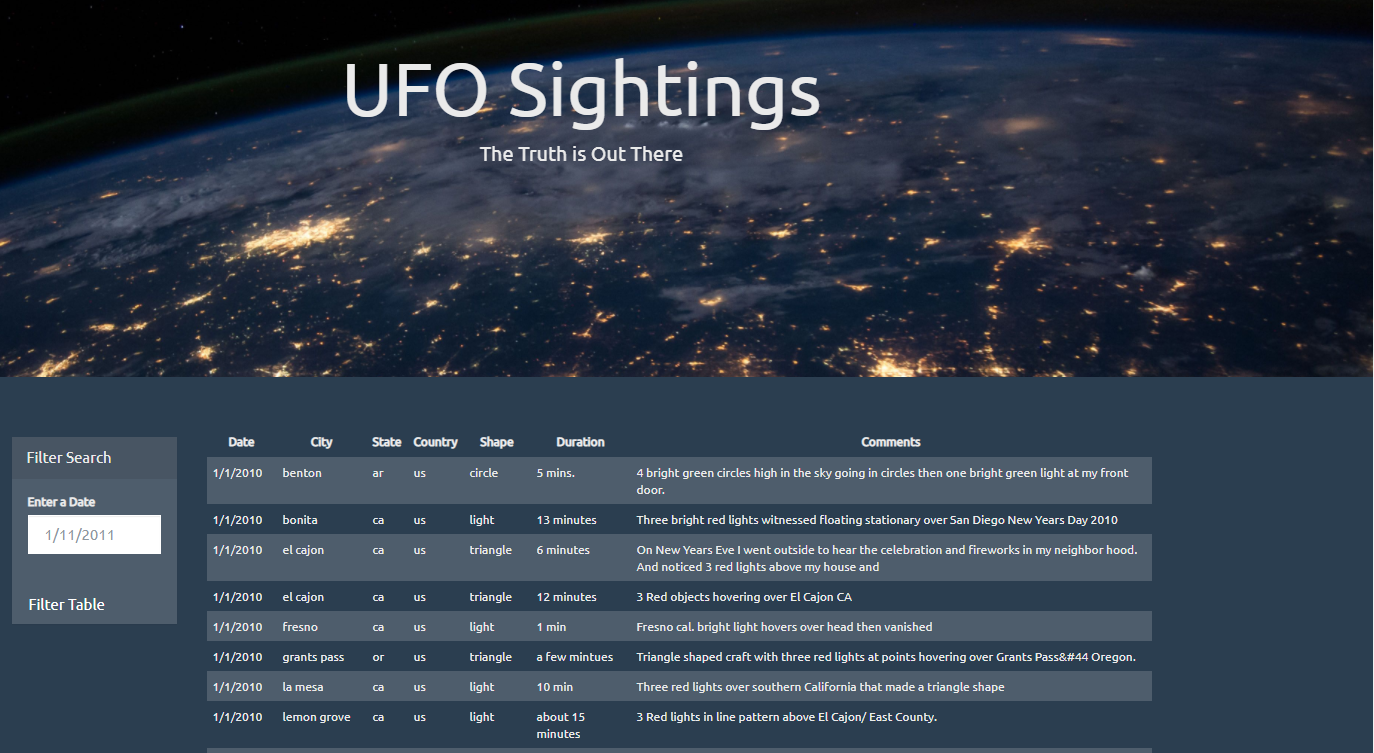 UFO Sightings
The Truth is Out There
Filter Search
Enter a Date
1/11/2011
Filter Table
Date City State Country Shape Duration Comments
1/1/2010 benton ar us circle 5 mins. 4 bright green circles high in the sky going in circles then one bright green light at my front
door.
1/1/2010 bonita ca us light 13 minutes Three bright red lights witnessed floating stationary over San Diego New Years Day 2010
1/1/2010 el cajon ca us triangle 6 minutes On New Years Eve I went outside to hear the celebration and fireworks in my neighbor hood.
And noticed 3 red lights above my house and
1/1/2010 el cajon ca us triangle 12 minutes 3 Red objects hovering over El Cajon CA
1/1/2010 fresno ca us light 1 min Fresno cal. bright light hovers over head then vanished
1/1/2010 grants pass or us triangle a few mintues Triangle shaped craft with three red lights at points hovering over Grants Pass&#44 Oregon.
1/1/2010 la mesa ca us light 10 min Three red lights over southern California that made a triangle shape
1/1/2010 lemon grove ca us light about 15 3 Red lights in line pattern above El Cajon/ East County.
minutes